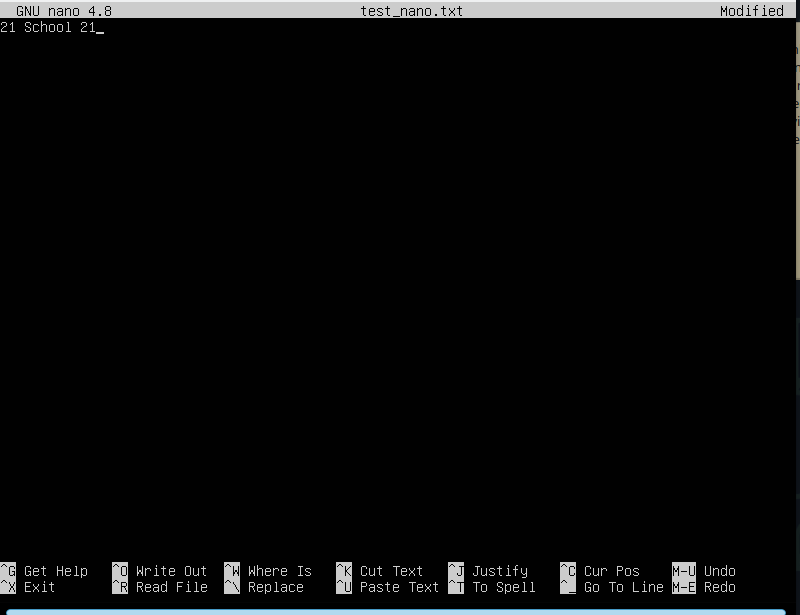 GNU nano 4.8 test_nano.txt Modified
21 School 21
^G Get Help ^O Write Out ^W Where Is ^K Cut Text ^J Justify ^C Cur Pos M-U Undo
^X Exit ^R Read File ^\ Replace ^U Paste Text ^T To Spell ^_ Go To Line M-E Redo